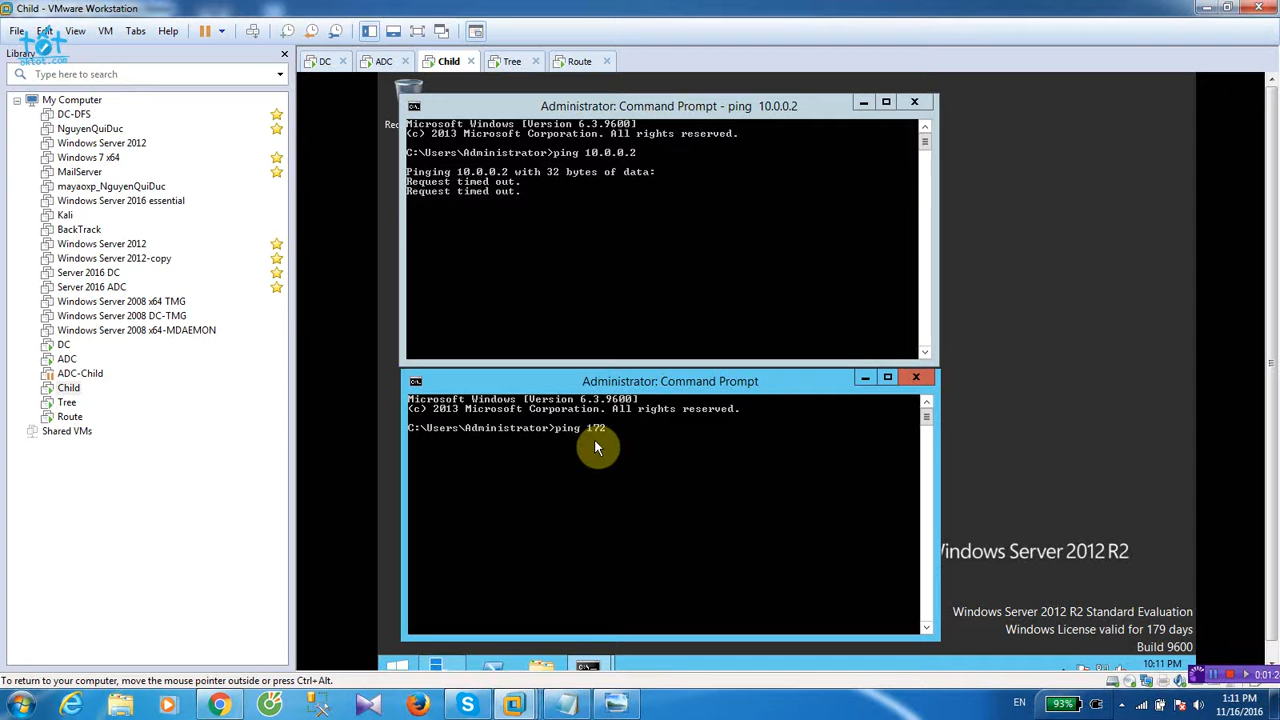 Child - VMware Workstation
File Edit View VM Tabs Help
Library
Type here to search
My Computer
DC-DFS
NguyenQuiDuc
Windows Server 2012
Windows 7 x64
MailServer
mayaoxp_NguyenQuiDuc
Windows Server 2016 essential
Kali
BackTrack
Windows Server 2012
Windows Server 2012-copy
Server 2016 DC
Server 2016 ADC
Windows Server 2008 x64 TMG
Windows Server 2008 DC-TMG
Windows Server 2008 x64-MDAEMON
DC
ADC
ADC-Child
Child
Tree
Route
Shared VMs
DC ADC Child Tree Route
Administrator: Command Prompt - ping 10.0.0.2
Microsoft Windows [Version 6.3.9600]
(c) 2013 Microsoft Corporation. All rights reserved.
C:\Users\Administrator>ping 10.0.0.2
Pinging 10.0.0.2 with 32 bytes of data:
Request timed out.
Request timed out.
Administrator: Command Prompt
Microsoft Windows [Version 6.3.9600]
(c) 2013 Microsoft Corporation. All rights reserved.
C:\Users\Administrator>ping 172
Windows Server 2012 R2
Windows Server 2012 R2 Standard Evaluation
Windows License valid for 179 days
Build 9600
10:11 PM
To return to your computer, move the mouse pointer outside or press Ctrl+Alt.
0:01:2
EN 93% 1:11 PM
11/16/2016